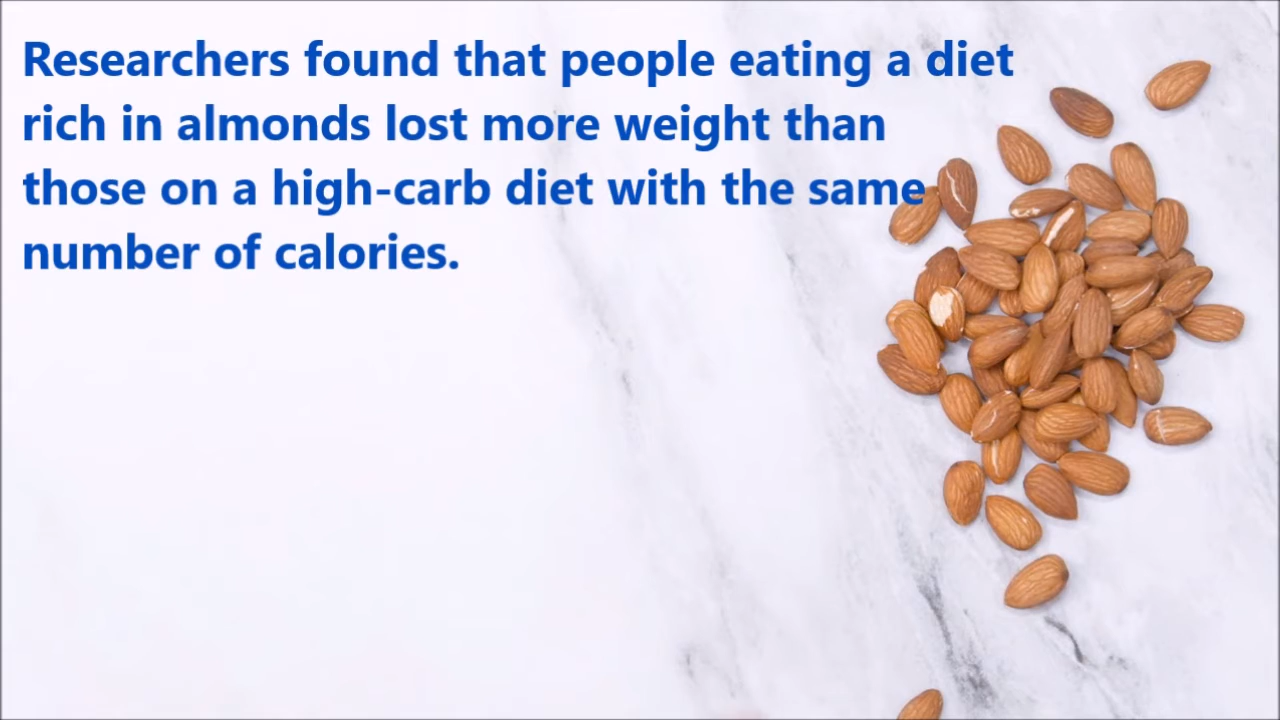 Researchers found that people eating a diet
rich in almonds lost more weight than
those on a high-carb diet with the same
number of calories.